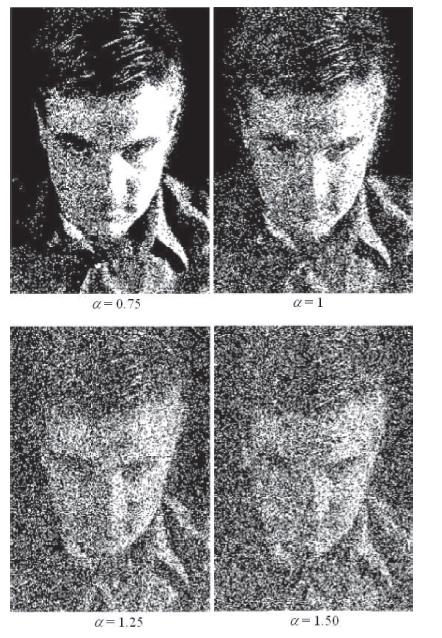 α = 0.75
α = 1
α = 1.25
α = 1.50